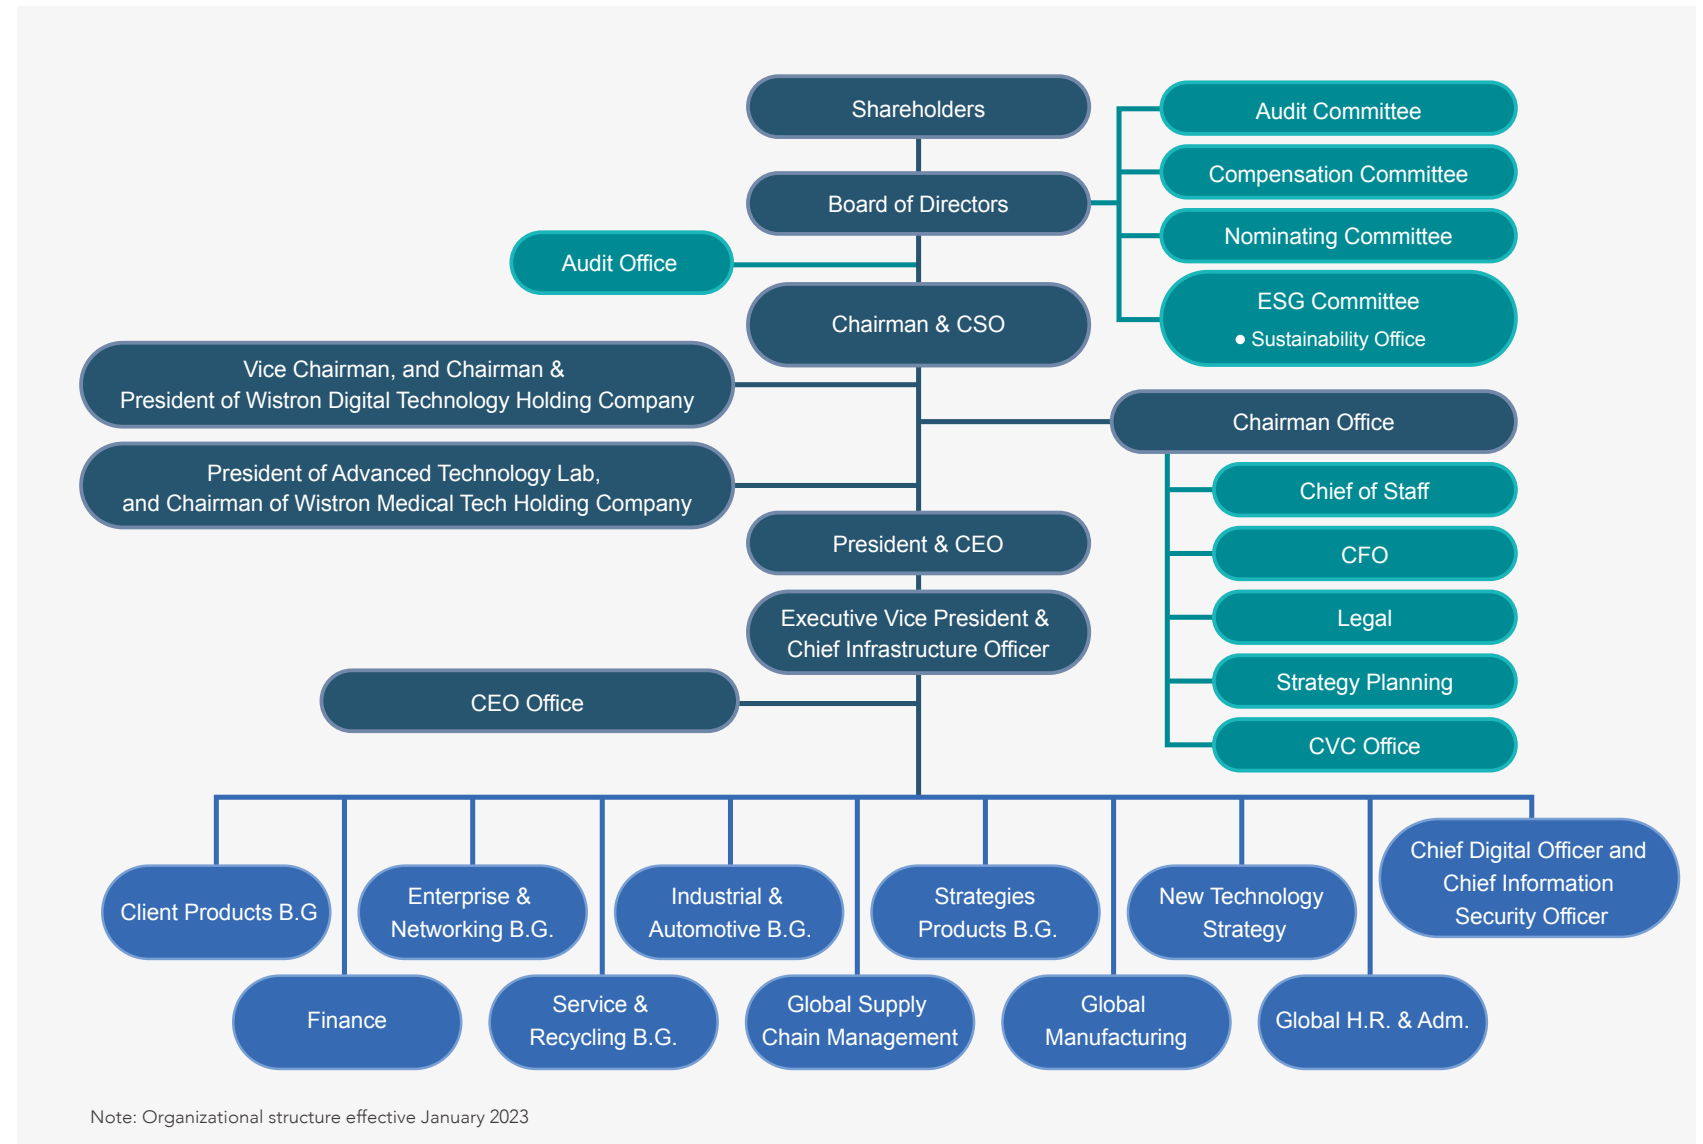 Shareholders
Audit Committee
Compensation Committee
Board of Directors
Nominating Committee
Audit Office
ESG Committee
● Sustainability Office
Chairman & CSO
Vice Chairman, and Chairman &
President of Wistron Digital Technology Holding Company
Chairman Office
President of Advanced Technology Lab,
and Chairman of Wistron Medical Tech Holding Company
Chief of Staff
President & CEO
CFO
Executive Vice President &
Chief Infrastructure Officer
Legal
Strategy Planning
CEO Office
CVC Office
Client Products B.G
Enterprise &
Networking B.G.
Industrial &
Automotive B.G.
Strategies
Products B.G.
New Technology
Strategy
Chief Digital Officer and
Chief Information
Security Officer
Finance
Service &
Recycling B.G.
Global Supply
Chain Management
Global
Manufacturing
Global H.R. & Adm.
Note: Organizational structure effective January 2023